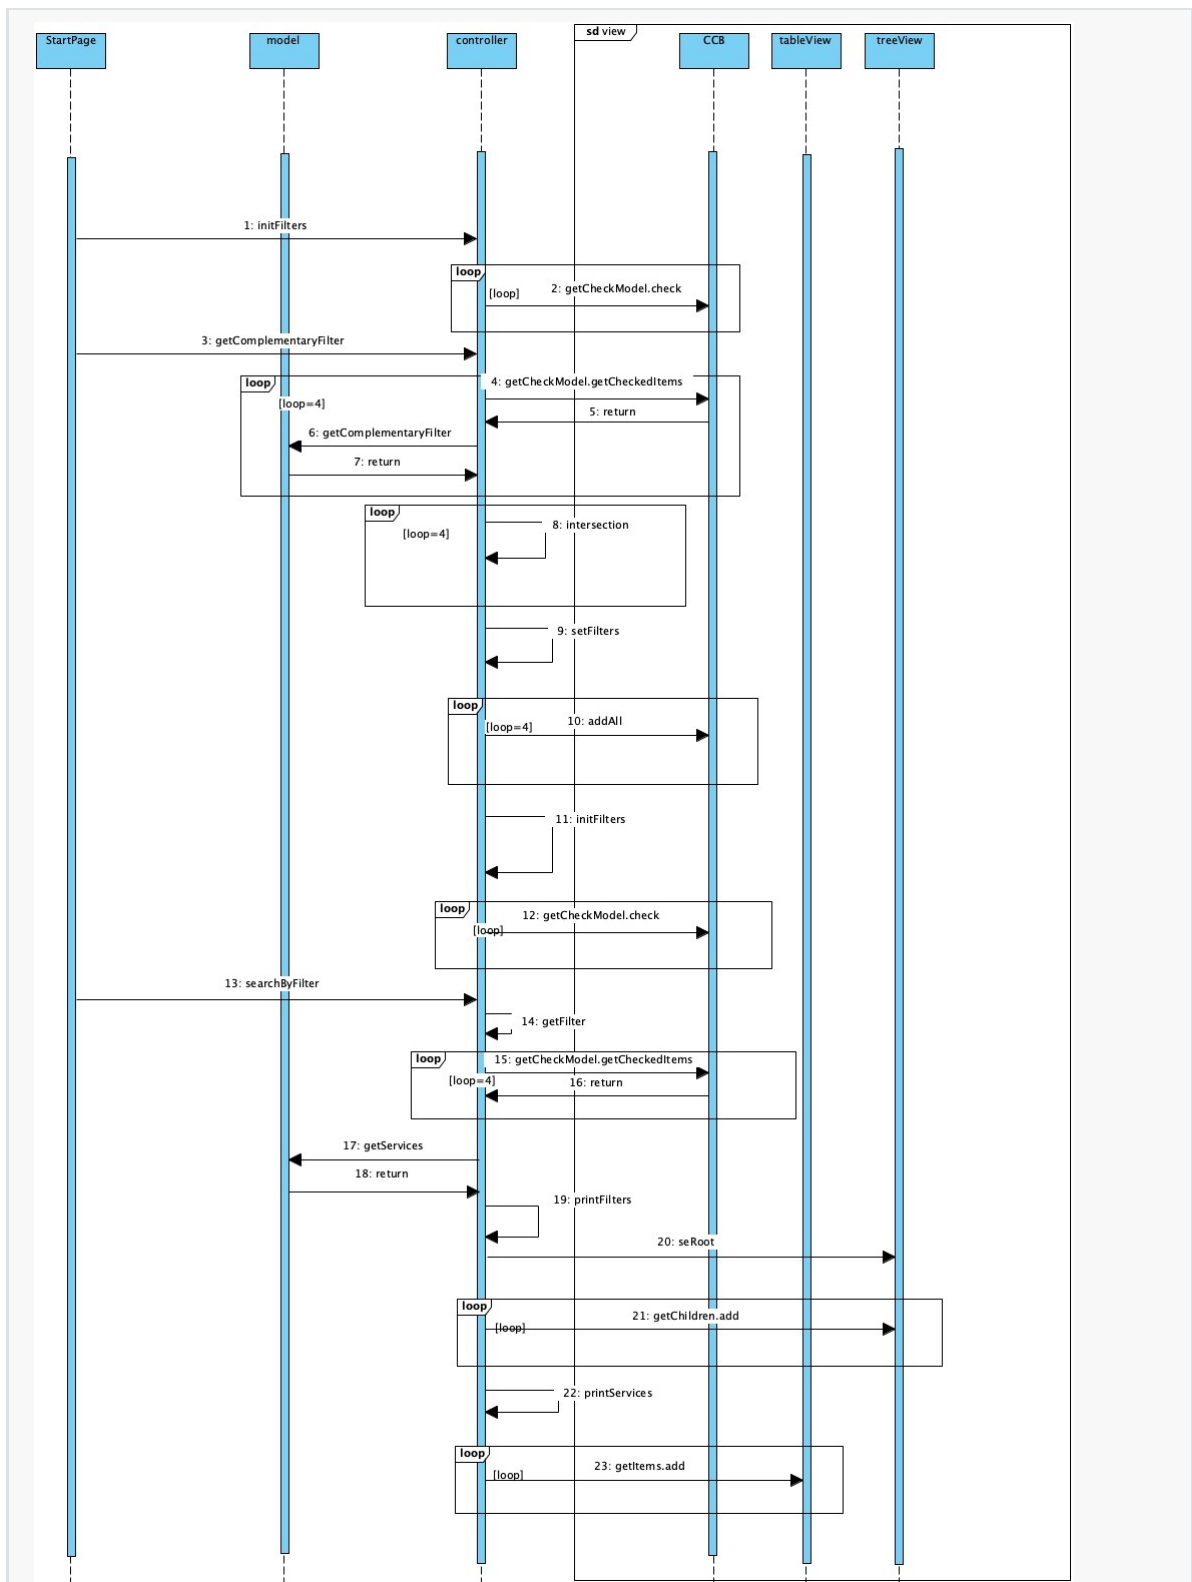 sd view
StartPage
model
controller
CCB
tableView
treeView
1: initFilters
loop
[loop]
2: getCheckModel.check
3: getComplementaryFilter
loop
[loop=4]
4: getCheckModel.getCheckedItems
5: return
6: getComplementaryFilter
7: return
loop
[loop=4]
8: intersection
9: setFilters
loop
[loop=4]
10: addAll
11: initFilters
loop
[loop]
12: getCheckModel.check
13: searchByFilter
14: getFilter
loop
[loop=4]
15: getCheckModel.getCheckedItems
16: return
17: getServices
18: return
19: printFilters
20: seRoot
loop
[loop]
21: getChildren.add
22: printServices
loop
[loop]
23: getItems.add